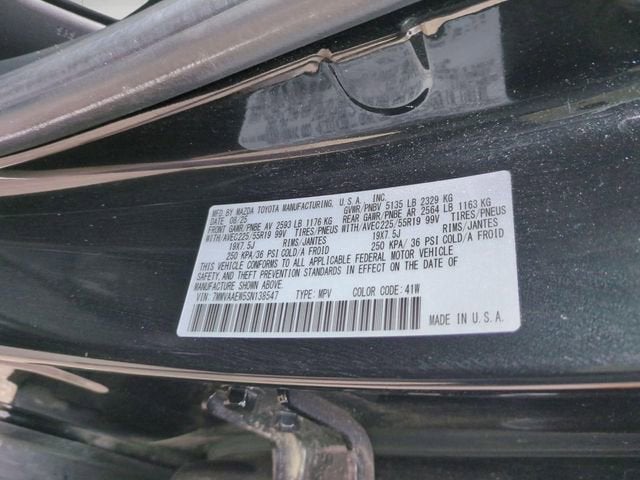 MFD BY MAZDA TOYOTA MANUFACTURING, U.S.A. INC.
DATE 08/25 GVWR/PNBV 5135 LB 2329 KG
FRONT GAWR/PNBE AV 2593 LB 1176 KG REAR GAWR/PNBE AR 2564 LB 1163 KG
WITH/AVEC225/55R19 99V TIRES/PNEUS WITH/AVEC225/55R19 99V TIRES/PNEUS
19X7.5J RIMS/JANTES 19X7.5J RIMS/JANTES
250 KPA/36 PSI COLD/A FROID 250 KPA/36 PSI COLD/A FROID
THIS VEHICLE CONFORMS TO ALL APPLICABLE FEDERAL MOTOR VEHICLE
SAFETY, AND THEFT PREVENTION STANDARDS IN EFFECT ON THE DATE OF
MANUFACTURE SHOWN ABOVE.
VIN: 7MMVAAEW5SN138547 TYPE: MPV COLOR CODE: 41W
MADE IN U.S.A.